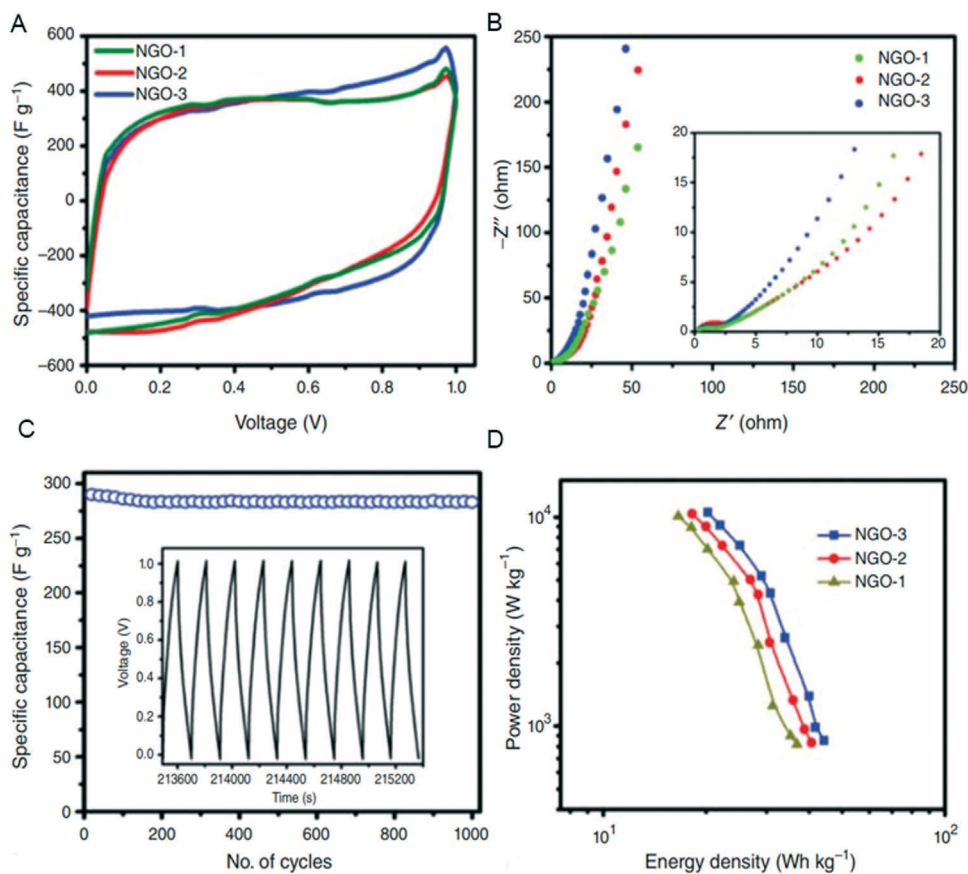 A
NGO-1
NGO-2
NGO-3
600
400
200
0
–200
–400
–600
Specific capacitance (F g⁻¹)
0.0 0.2 0.4 0.6 0.8 1.0
Voltage (V)
B
NGO-1
NGO-2
NGO-3
250
200
150
100
50
0
–Z″ (ohm)
20
15
10
5
0
0 5 10 15 20
0 50 100 150 200 250
Z′ (ohm)
C
300
250
200
150
100
50
0
Specific capacitance (F g⁻¹)
1.0
0.8
0.6
0.4
0.2
0.0
Voltage (V)
213600 214000 214400 214800 215200
Time (s)
0 200 400 600 800 1000
No. of cycles
D
NGO-3
NGO-2
NGO-1
10⁴
10³
Power density (W kg⁻¹)
10¹ 10²
Energy density (Wh kg⁻¹)